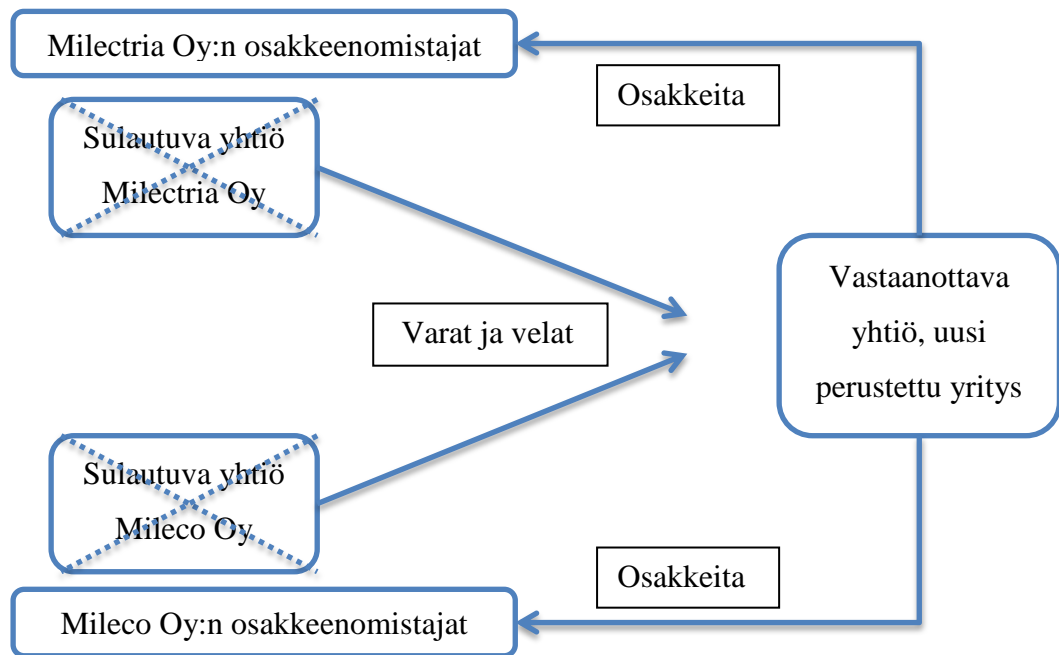 Milectria Oy:n osakkeenomistajat
Osakkeita
Sulautuva yhtiö
Milectria Oy
Vastaanottava
yhtiö, uusi
perustettu yritys
Varat ja velat
Sulautuva yhtiö
Mileco Oy
Osakkeita
Mileco Oy:n osakkeenomistajat